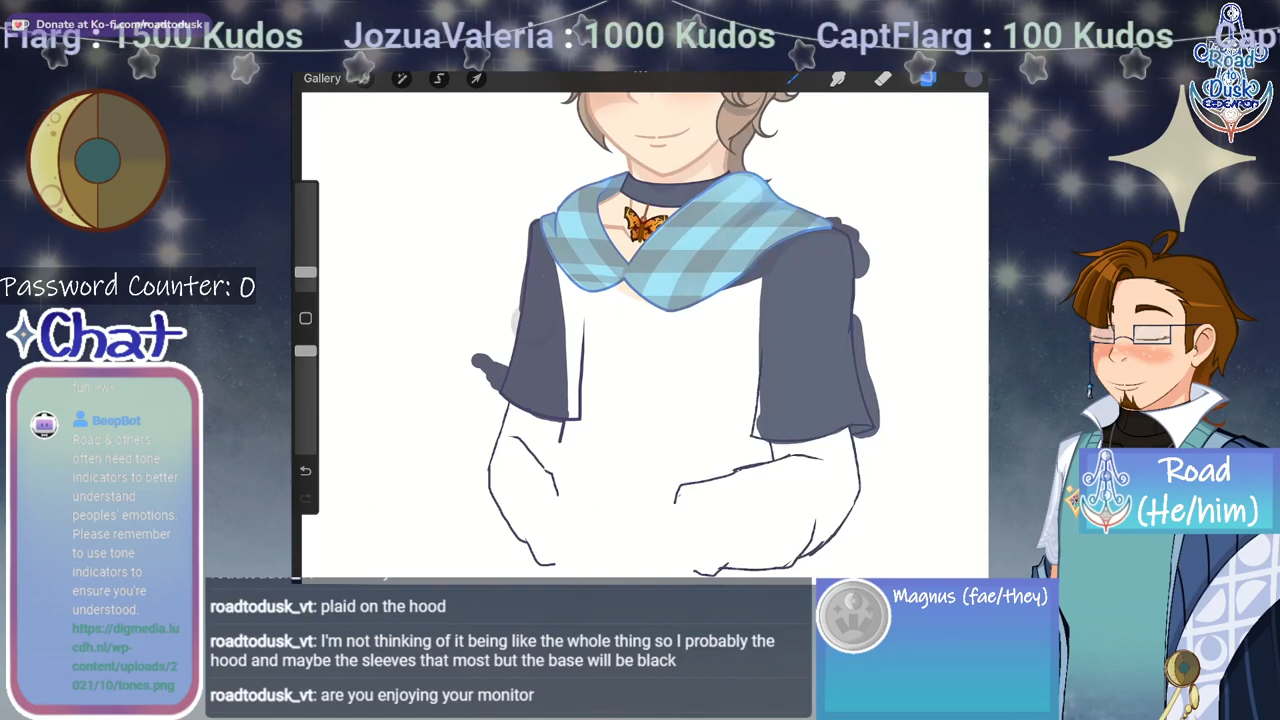 Donate at Ko-fi.com/roadtodusk
Flarg : 1500 Kudos JozuaValeria : 1000 Kudos CaptFlarg : 100 Kudos Capt
Road
to
Dusk
Gallery
Password Counter: 0
Chat
BeepBot
Road & others
often need tone
indicators to better
understand
peoples' emotions.
Please remember
to use tone
indicators to
ensure you're
understood.
https://digmedia.lu
cdh.nl/wp-
content/uploads/2
021/10/tones.png
roadtodusk_vt: plaid on the hood
roadtodusk_vt: I'm not thinking of it being like the whole thing so I probably the
hood and maybe the sleeves that most but the base will be black
roadtodusk_vt: are you enjoying your monitor
Magnus (fae/they)
Road
(He/him)